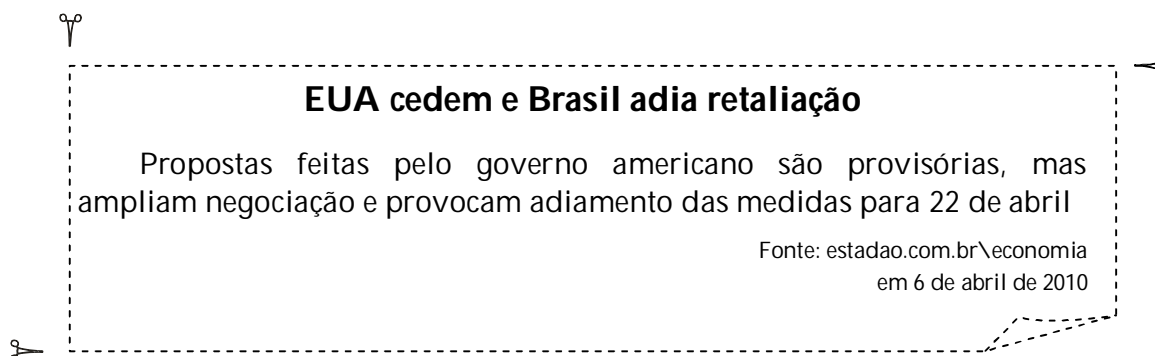 EUA cedem e Brasil adia retaliação
Propostas feitas pelo governo americano são provisórias, mas
ampliam negociação e provocam adiamento das medidas para 22 de abril
Fonte: estadao.com.br\economia
em 6 de abril de 2010